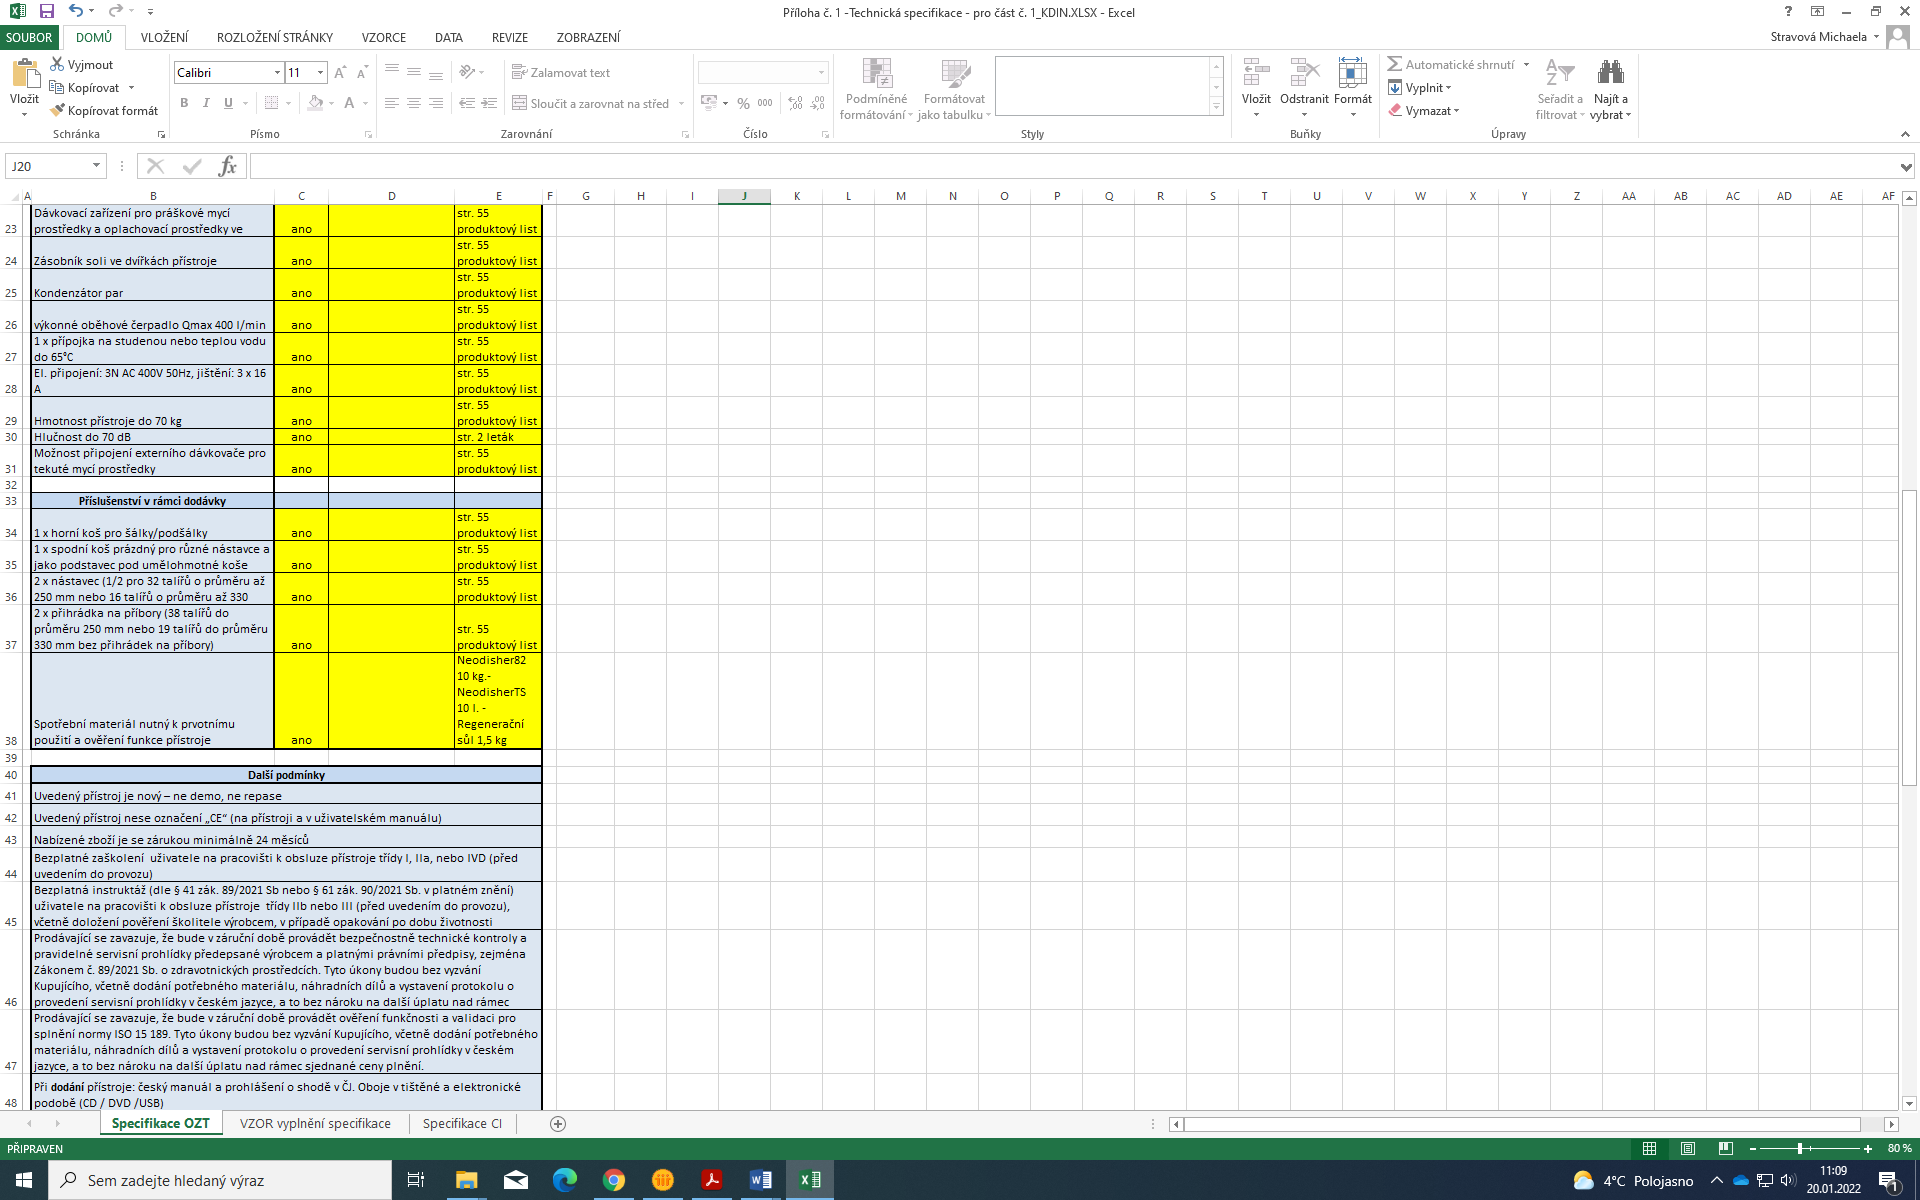 Příloha č. 1 -Technická specifikace - pro část č. 1_KDIN.XLSX - Excel
SOUBOR DOMŮ VLOŽENÍ ROZLOŽENÍ STRÁNKY VZORCE DATA REVIZE ZOBRAZENÍ Stravová Michaela
Vložit
Vyjmout
Kopírovat
Kopírovat formát
Schránka
Calibri 11
B I U
Písmo
Zalamovat text
Sloučit a zarovnat na střed
Zarovnání
% 000
Číslo
Podmíněné formátování
Formátovat jako tabulku
Styly
Vložit Odstranit Formát
Buňky
Automatické shrnutí
Vyplnit
Vymazat
Seřadit a filtrovat
Najít a vybrat
Úpravy
J20 fx
A B C D E F G H I J K L M N O P Q R S T U V W X Y Z AA AB AC AD AE AF
Dávkovací zařízení pro práškové mycí str. 55
23 prostředky a oplachovací prostředky ve ano produktový list
str. 55
24 Zásobník soli ve dvířkách přístroje ano produktový list
str. 55
25 Kondenzátor par ano produktový list
str. 55
26 výkonné oběhové čerpadlo Qmax 400 l/min ano produktový list
1 x přípojka na studenou nebo teplou vodu str. 55
27 do 65°C ano produktový list
El. připojení: 3N AC 400V 50Hz, jištění: 3 x 16 str. 55
28 A ano produktový list
str. 55
29 Hmotnost přístroje do 70 kg ano produktový list
30 Hlučnost do 70 dB ano str. 2 leták
Možnost připojení externího dávkovače pro str. 55
31 tekuté mycí prostředky ano produktový list
32
33 Příslušenství v rámci dodávky
str. 55
34 1 x horní koš pro šálky/podšálky ano produktový list
1 x spodní koš prázdný pro různé nástavce a str. 55
35 jako podstavec pod umělohmotné koše ano produktový list
2 x nástavec (1/2 pro 32 talířů o průměru až str. 55
36 250 mm nebo 16 talířů o průměru až 330 ano produktový list
2 x přihrádka na příbory (38 talířů do
průměru 250 mm nebo 19 talířů do průměru str. 55
37 330 mm bez přihrádek na příbory) ano produktový list
Neodisher82
10 kg.-
NeodisherTS
10 l. -
Spotřební materiál nutný k prvotnímu Regenerační
38 použití a ověření funkce přístroje ano sůl 1,5 kg
39
40 Další podmínky
41 Uvedený přístroj je nový – ne demo, ne repase
42 Uvedený přístroj nese označení „CE“ (na přístroji a v uživatelském manuálu)
43 Nabízené zboží je se zárukou minimálně 24 měsíců
Bezplatné zaškolení uživatele na pracovišti k obsluze přístroje třídy I, IIa, nebo IVD (před
44 uvedením do provozu)
Bezplatná instruktáž (dle § 41 zák. 89/2021 Sb nebo § 61 zák. 90/2021 Sb. v platném znění)
uživatele na pracovišti k obsluze přístroje třídy IIb nebo III (před uvedením do provozu),
45 včetně doložení pověření školitele výrobcem, v případě opakování po dobu životnosti
Prodávající se zavazuje, že bude v záruční době provádět bezpečnostně technické kontroly a
pravidelné servisní prohlídky předepsané výrobcem a platnými právními předpisy, zejména
Zákonem č. 89/2021 Sb. o zdravotnických prostředcích. Tyto úkony budou bez vyzvání
Kupujícího, včetně dodání potřebného materiálu, náhradních dílů a vystavení protokolu o
46 provedení servisní prohlídky v českém jazyce, a to bez nároku na další úplatu nad rámec
Prodávající se zavazuje, že bude v záruční době provádět ověření funkčnosti a validaci pro
splnění normy ISO 15 189. Tyto úkony budou bez vyzvání Kupujícího, včetně dodání potřebného
materiálu, náhradních dílů a vystavení protokolu o provedení servisní prohlídky v českém
47 jazyce, a to bez nároku na další úplatu nad rámec sjednané ceny plnění.
Při dodání přístroje: český manuál a prohlášení o shodě v ČJ. Oboje v tištěné a elektronické
48 podobě (CD / DVD /USB)
Specifikace OZT VZOR vyplnění specifikace Specifikace CI
PŘIPRAVEN 80 %
Sem zadejte hledaný výraz 4°C Polojasno 11:09
20.01.2022 1